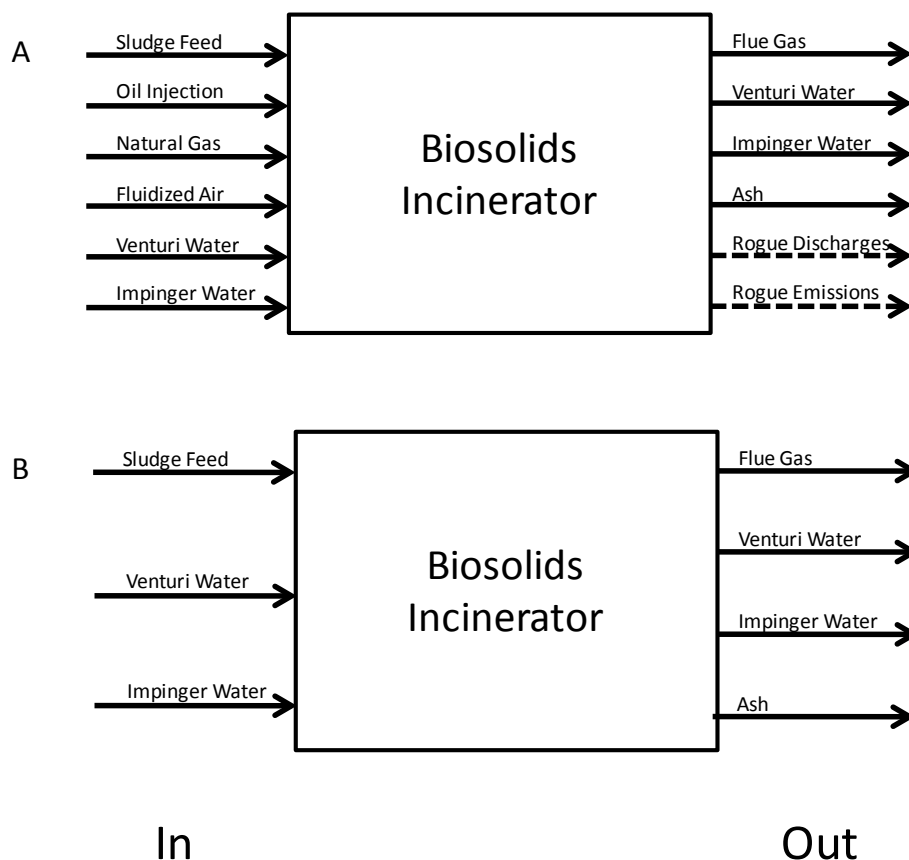 A
Sludge Feed
Oil Injection
Natural Gas
Fluidized Air
Venturi Water
Impinger Water
Biosolids
Incinerator
Flue Gas
Venturi Water
Impinger Water
Ash
Rogue Discharges
Rogue Emissions
B
Sludge Feed
Venturi Water
Impinger Water
Biosolids
Incinerator
Flue Gas
Venturi Water
Impinger Water
Ash
In
Out